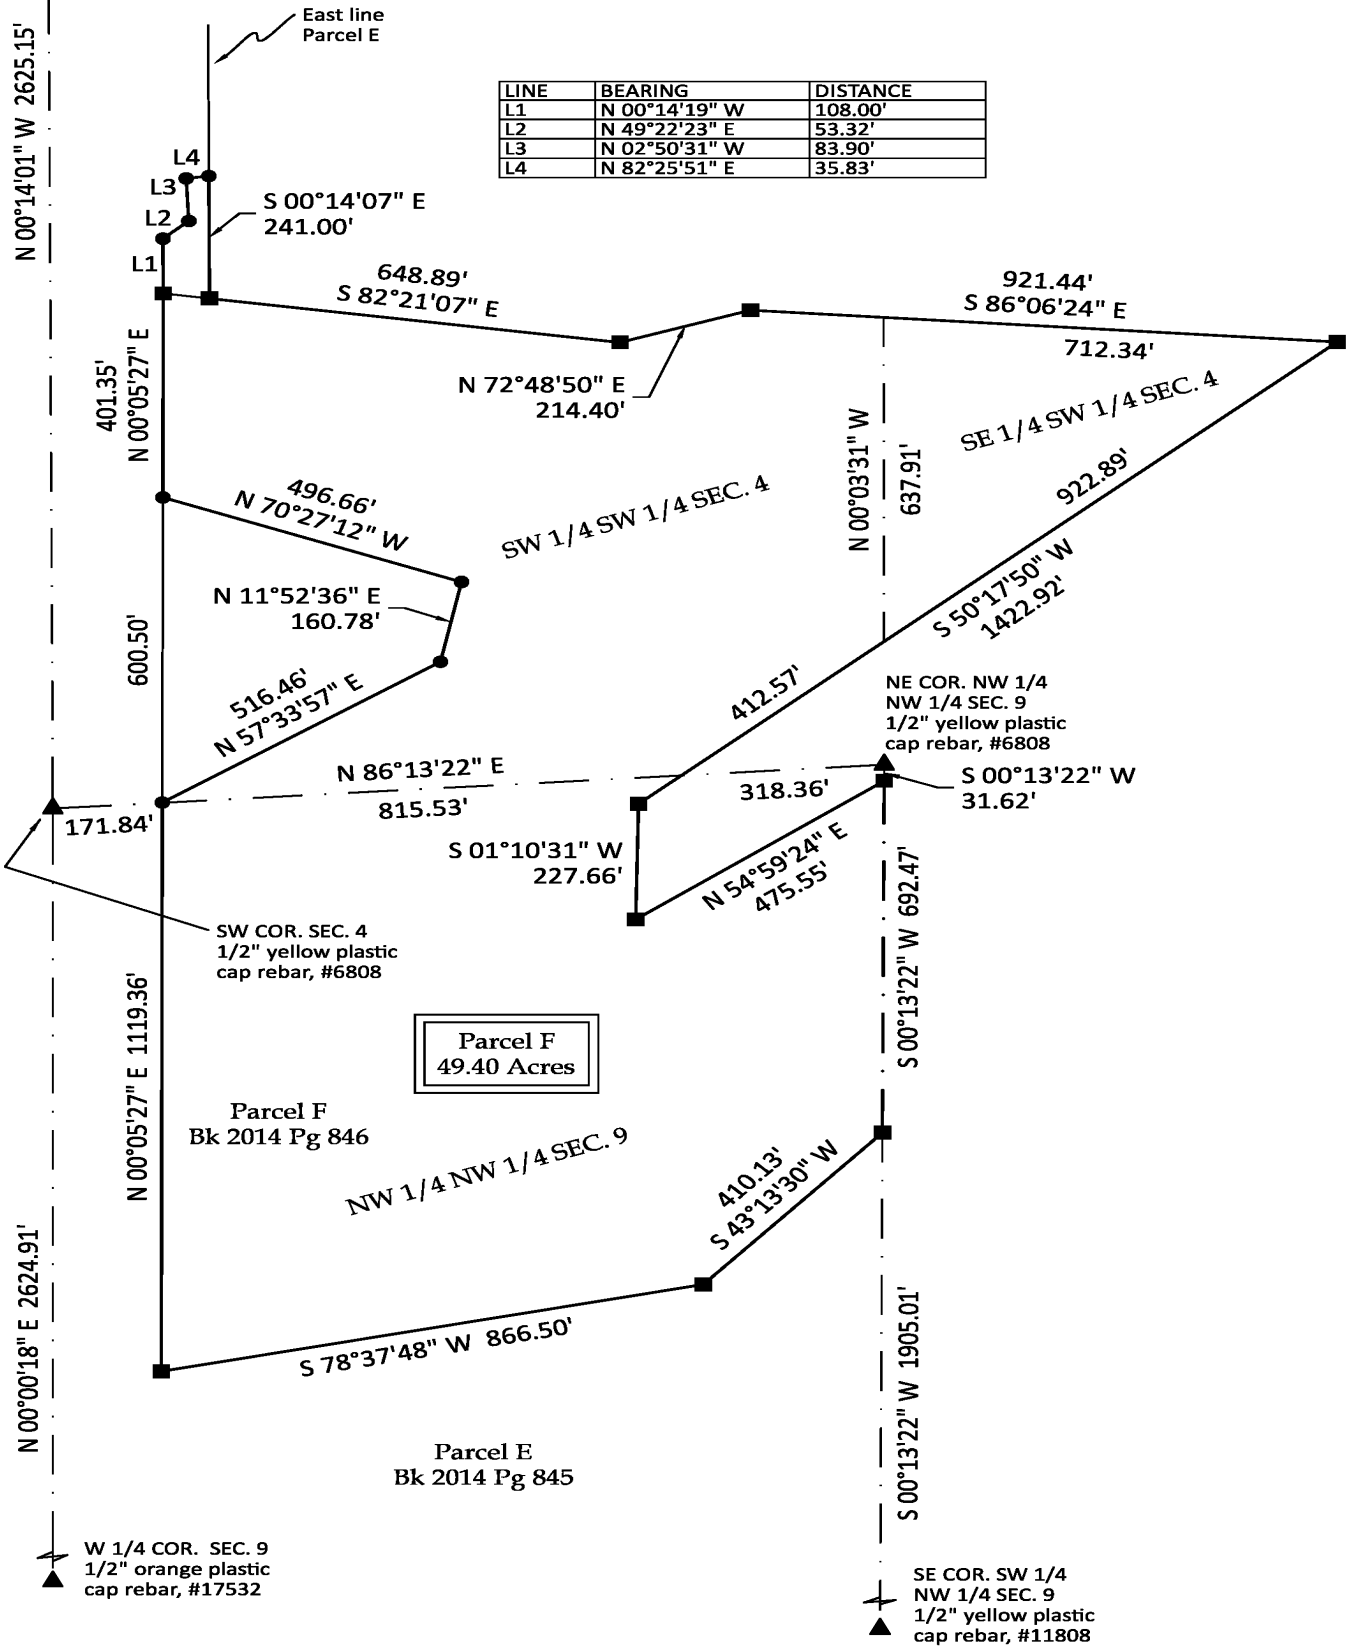 East line
Parcel E
N 00°14'01" W 2625.15'
LINE BEARING DISTANCE
L1 N 00°14'19" W 108.00'
L2 N 49°22'23" E 53.32'
L3 N 02°50'31" W 83.90'
L4 N 82°25'51" E 35.83'
L4
L3
L2
L1
S 00°14'07" E
241.00'
648.89'
S 82°21'07" E
921.44'
S 86°06'24" E
712.34'
N 72°48'50" E
214.40'
401.35'
N 00°05'27" E
SE 1/4 SW 1/4 SEC. 4
N 00°03'31" W
637.91'
922.89'
496.66'
N 70°27'12" W
SW 1/4 SW 1/4 SEC. 4
S 50°17'50" W
1422.92'
N 11°52'36" E
160.78'
600.50'
516.46'
N 57°33'57" E
412.57'
NE COR. NW 1/4
NW 1/4 SEC. 9
1/2" yellow plastic
cap rebar, #6808
N 86°13'22" E
815.53'
171.84'
318.36'
S 00°13'22" W
31.62'
S 01°10'31" W
227.66'
N 54°59'24" E
475.55'
S 00°13'22" W 692.47'
SW COR. SEC. 4
1/2" yellow plastic
cap rebar, #6808
N 00°05'27" E 1119.36'
Parcel F
49.40 Acres
Parcel F
Bk 2014 Pg 846
NW 1/4 NW 1/4 SEC. 9
410.13'
S 43°13'30" W
N 00°00'18" E 2624.91'
S 78°37'48" W 866.50'
S 00°13'22" W 1905.01'
Parcel E
Bk 2014 Pg 845
W 1/4 COR. SEC. 9
1/2" orange plastic
cap rebar, #17532
SE COR. SW 1/4
NW 1/4 SEC. 9
1/2" yellow plastic
cap rebar, #11808